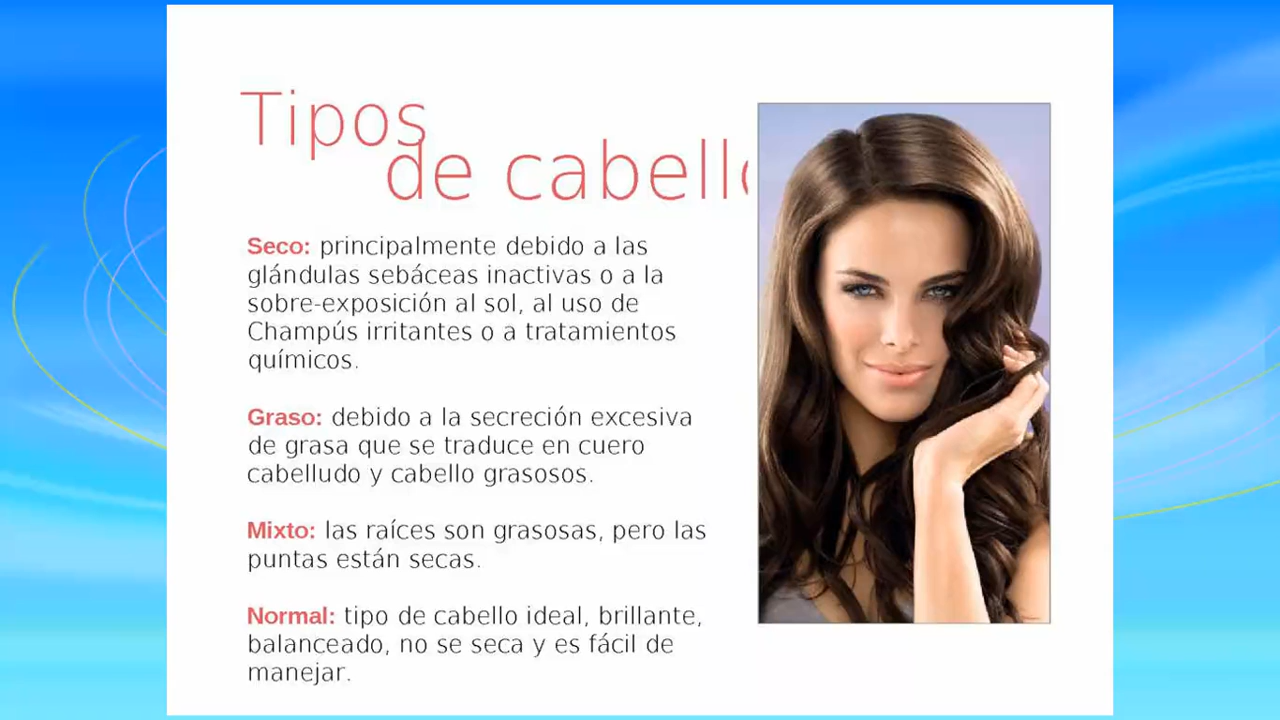 Tipos
de cabello
Seco: principalmente debido a las
glándulas sebáceas inactivas o a la
sobre-exposición al sol, al uso de
Champús irritantes o a tratamientos
químicos.
Graso: debido a la secreción excesiva
de grasa que se traduce en cuero
cabelludo y cabello grasosos.
Mixto: las raíces son grasosas, pero las
puntas están secas.
Normal: tipo de cabello ideal, brillante,
balanceado, no se seca y es fácil de
manejar.